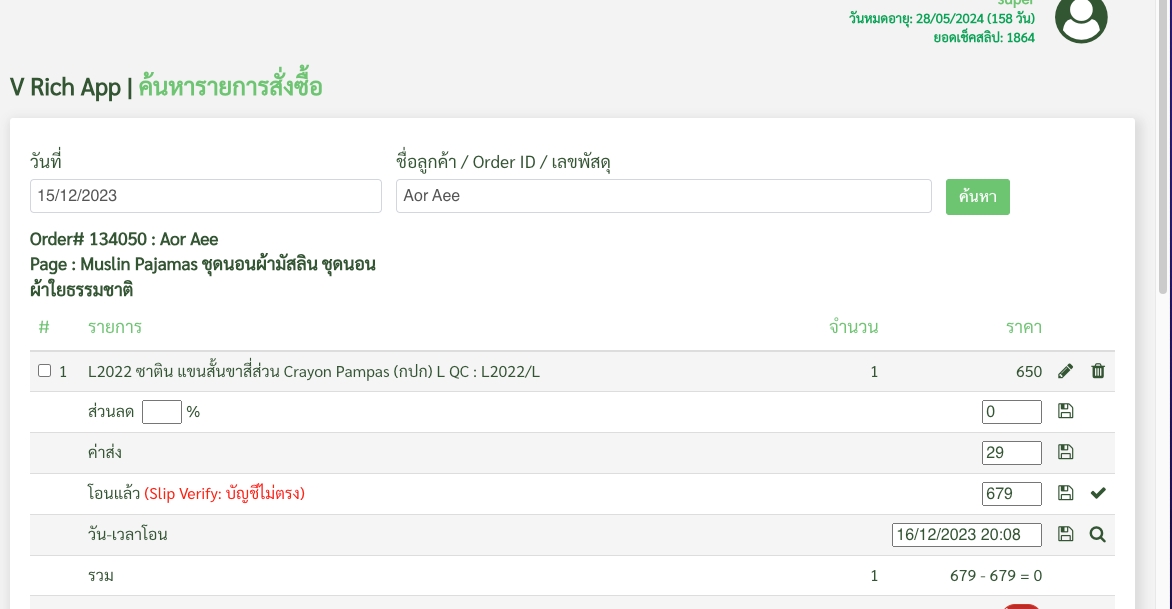 super
วันหมดอายุ: 28/05/2024 (158 วัน)
ยอดเช็คสลิป: 1864
V Rich App | ค้นหารายการสั่งซื้อ
วันที่ ชื่อลูกค้า / Order ID / เลขพัสดุ
15/12/2023 Aor Aee ค้นหา
Order# 134050 : Aor Aee
Page : Muslin Pajamas ชุดนอนผ้ามัสลิน ชุดนอน
ผ้าใยธรรมชาติ
# รายการ จำนวน ราคา
1 L2022 ซาติน แขนสั้นขาสี่ส่วน Crayon Pampas (กปก) L QC : L2022/L 1 650
ส่วนลด % 0
ค่าส่ง 29
โอนแล้ว (Slip Verify: บัญชีไม่ตรง) 679
วัน-เวลาโอน 16/12/2023 20:08
รวม 1 679 - 679 = 0